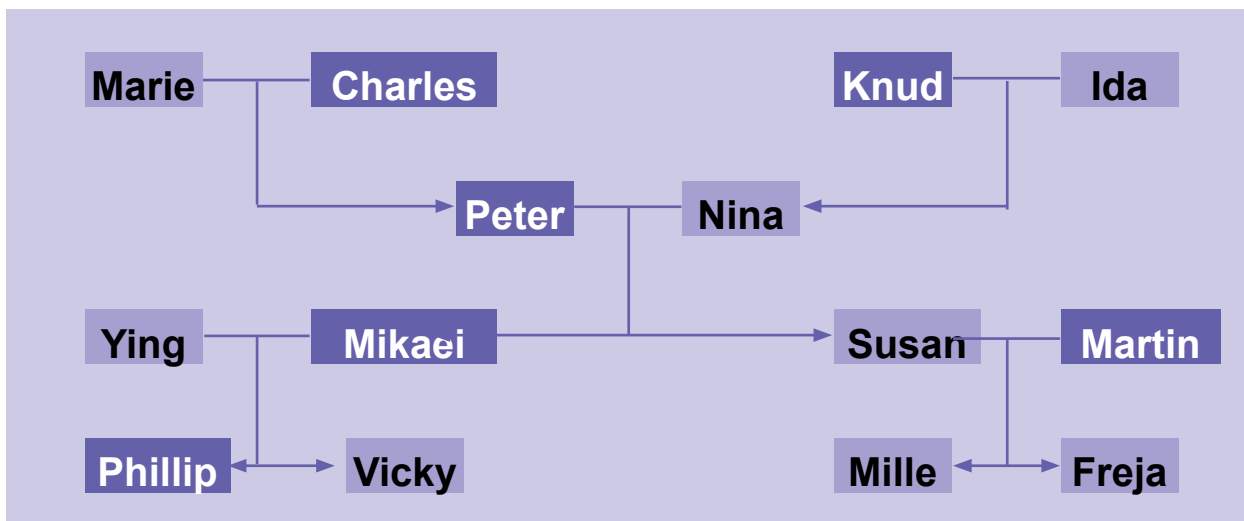 Marie Charles Knud Ida
Peter Nina
Ying Mikaei Susan Martin
Phillip Vicky Mille Freja